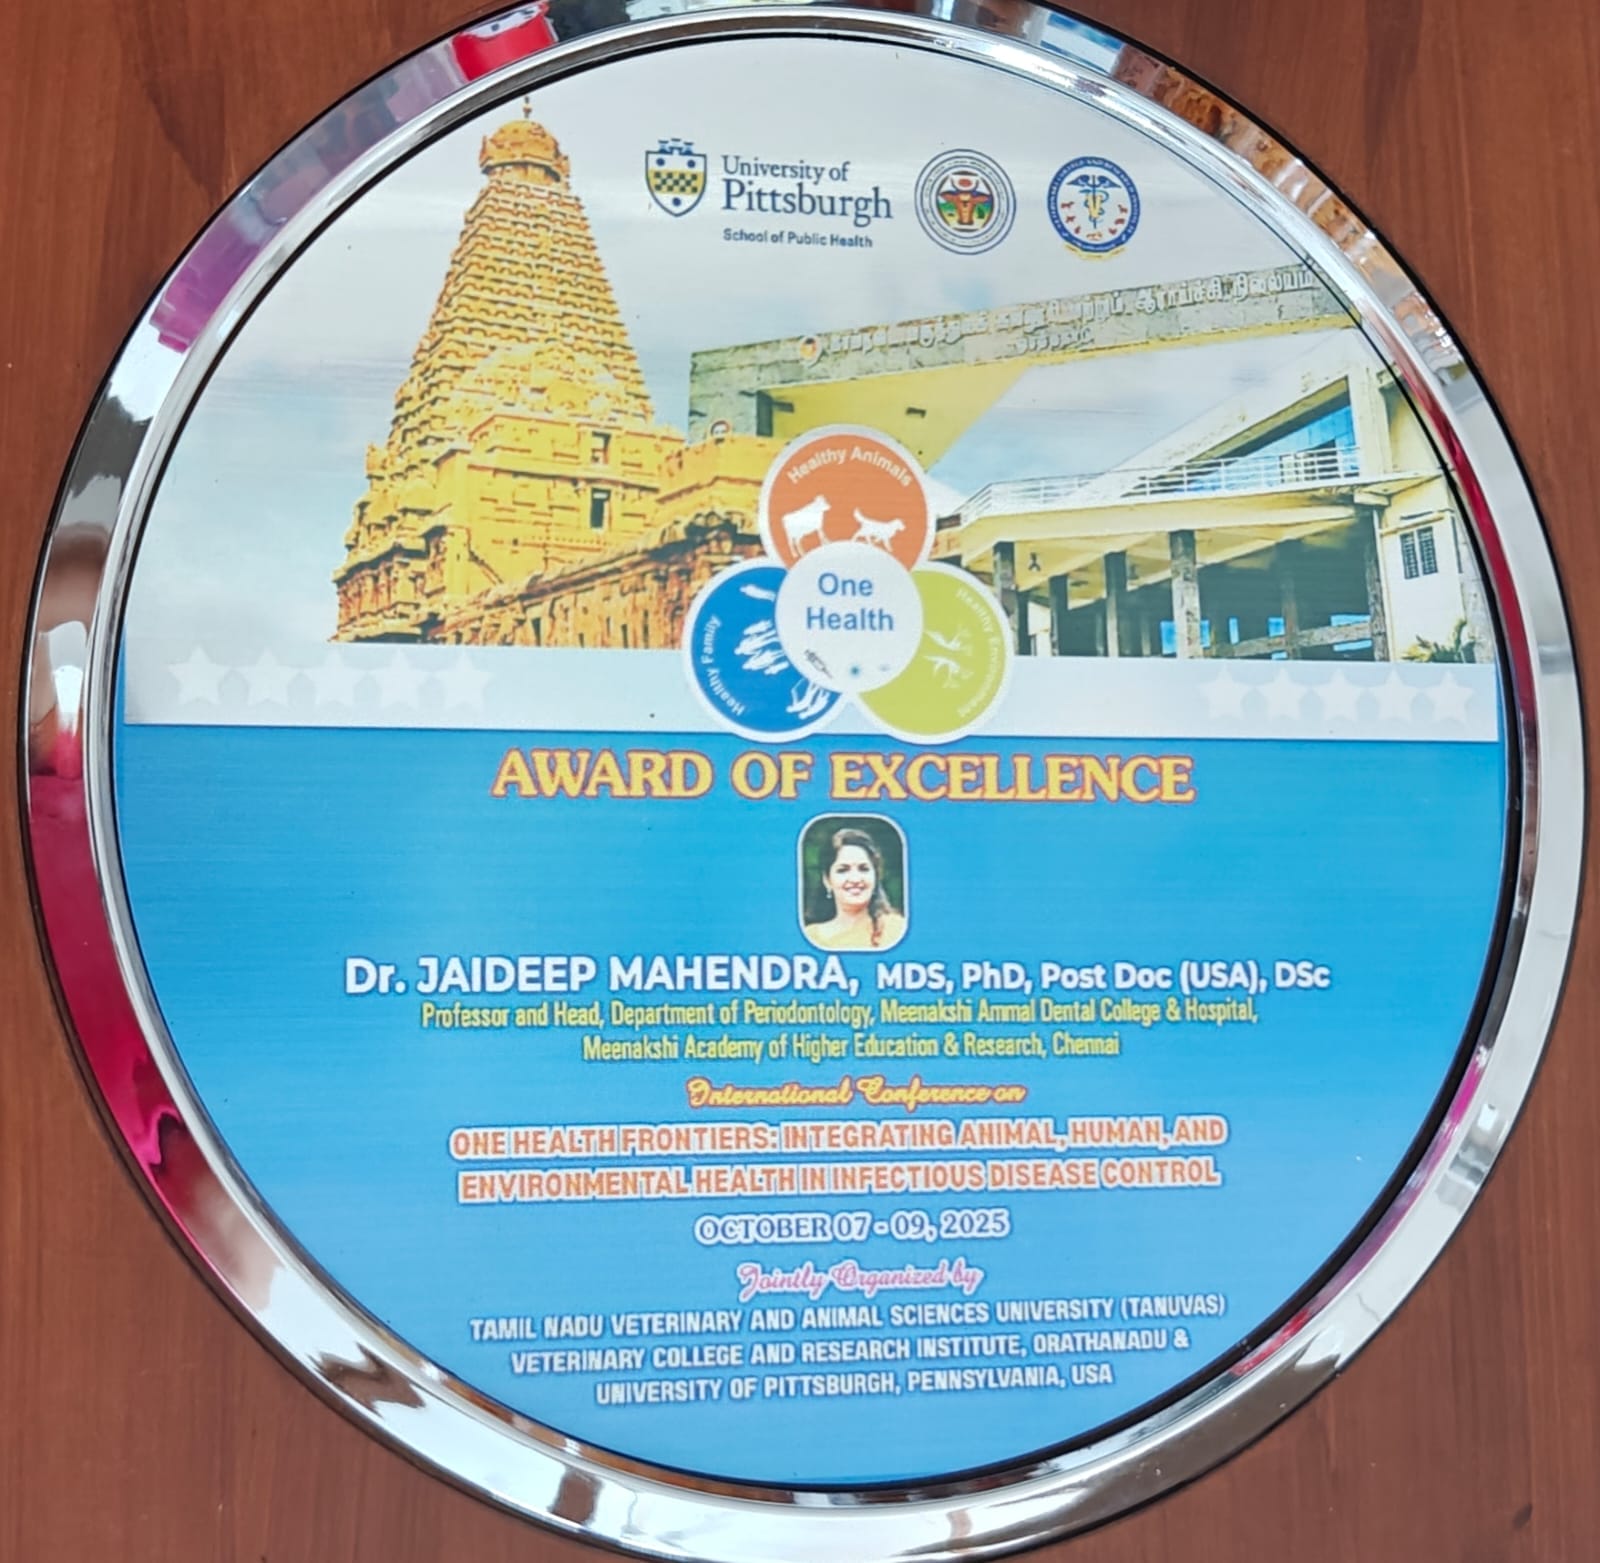 University of
Pittsburgh
School of Public Health
ஆராய்ச்சி நிலையம்
Healthy Animals
One
Health
Healthy Family
Healthy Environment
AWARD OF EXCELLENCE
Dr. JAIDEEP MAHENDRA, MDS, PhD, Post Doc (USA), DSc
Professor and Head, Department of Periodontology, Meenakshi Ammal Dental College & Hospital,
Meenakshi Academy of Higher Education & Research, Chennai
International Conference on
ONE HEALTH FRONTIERS: INTEGRATING ANIMAL, HUMAN, AND
ENVIRONMENTAL HEALTH IN INFECTIOUS DISEASE CONTROL
OCTOBER 07 - 09, 2025
Jointly Organized by
TAMIL NADU VETERINARY AND ANIMAL SCIENCES UNIVERSITY (TANUVAS)
VETERINARY COLLEGE AND RESEARCH INSTITUTE, ORATHANADU &
UNIVERSITY OF PITTSBURGH, PENNSYLVANIA, USA